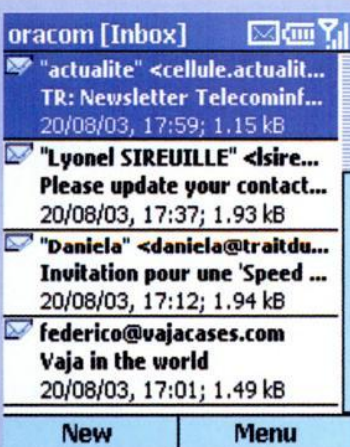 oracom [Inbox]
"actualite" <cellule.actualit...
TR: Newsletter Telecominf...
20/08/03, 17:59; 1.15 kB
"Lyonel SIREUILLE" <lsire...
Please update your contact...
20/08/03, 17:37; 1.93 kB
"Daniela" <daniela@traitdu...
Invitation pour une 'Speed ...
20/08/03, 17:12; 1.94 kB
federico@vajacases.com
Vaja in the world
20/08/03, 17:01; 1.49 kB
New Menu